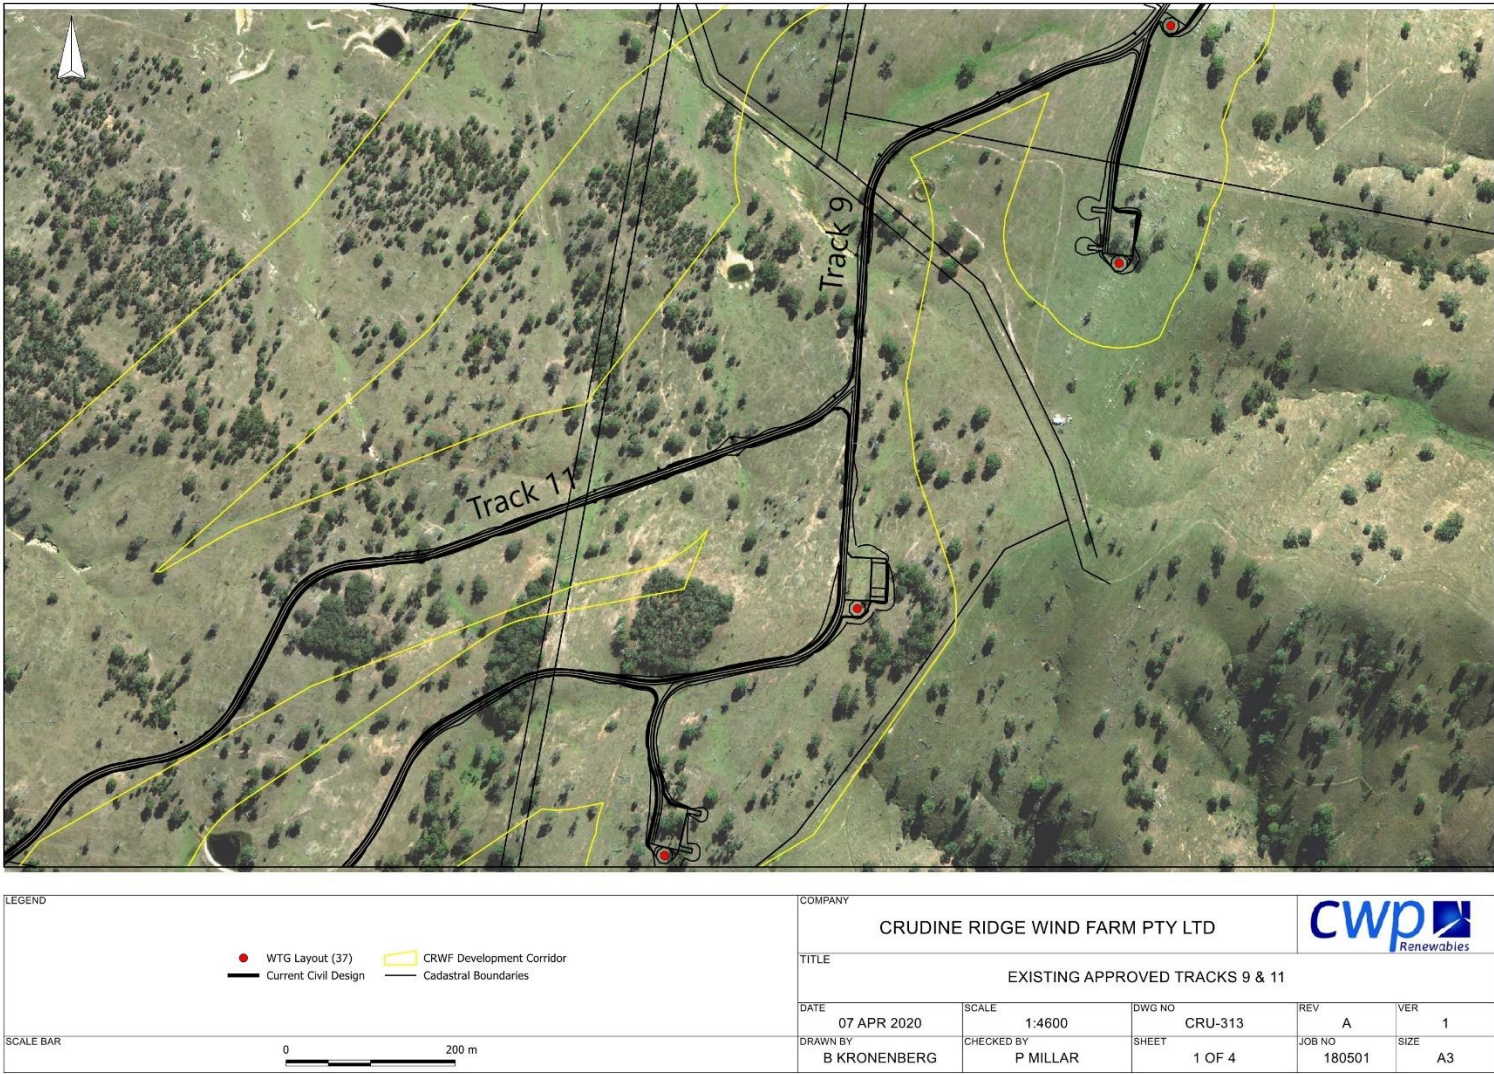 Track 9
Track 11
LEGEND
WTG Layout (37)
CRWF Development Corridor
Current Civil Design
Cadastral Boundaries
SCALE BAR
0 200 m
COMPANY
CRUDINE RIDGE WIND FARM PTY LTD
cwp
Renewables
TITLE
EXISTING APPROVED TRACKS 9 & 11
DATE
07 APR 2020
SCALE
1:4600
DWG NO
CRU-313
REV
A
VER
1
DRAWN BY
B KRONENBERG
CHECKED BY
P MILLAR
SHEET
1 OF 4
JOB NO
180501
SIZE
A3